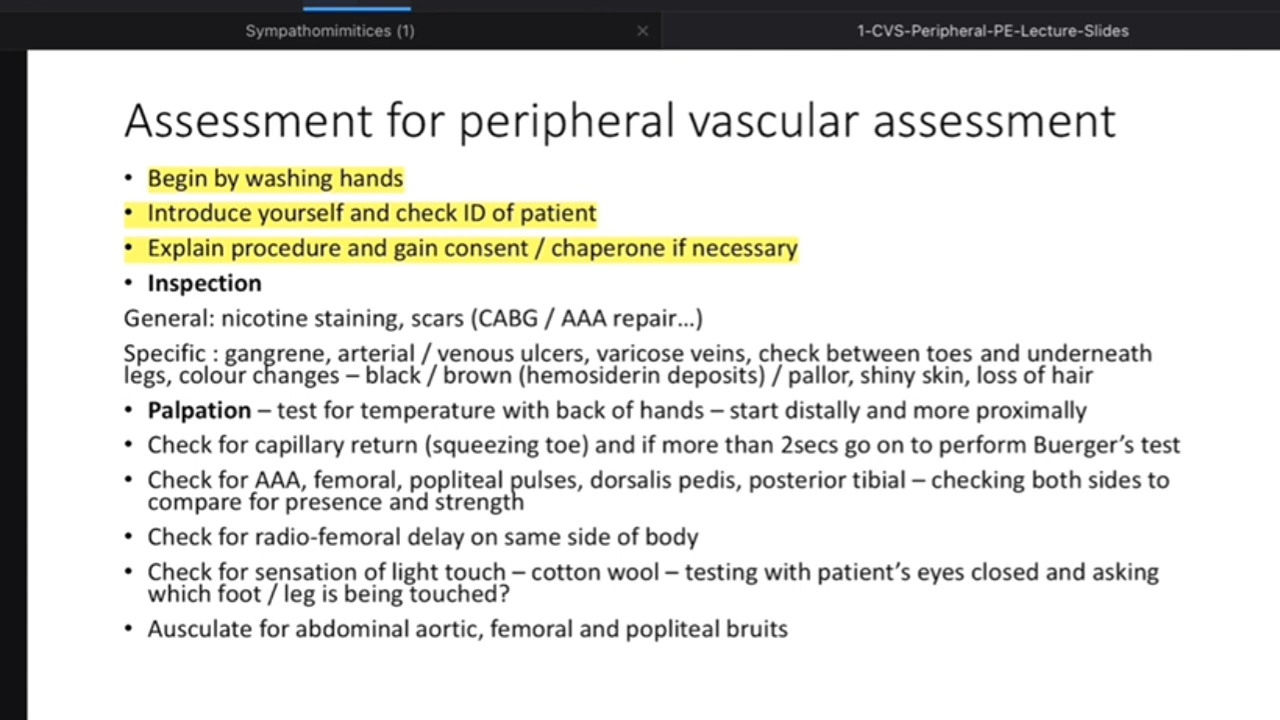 Sympathomimitices (1)
1-CVS-Peripheral-PE-Lecture-Slides
Assessment for peripheral vascular assessment
• Begin by washing hands
• Introduce yourself and check ID of patient
• Explain procedure and gain consent / chaperone if necessary
• Inspection
General: nicotine staining, scars (CABG / AAA repair...)
Specific : gangrene, arterial / venous ulcers, varicose veins, check between toes and underneath
legs, colour changes – black / brown (hemosiderin deposits) / pallor, shiny skin, loss of hair
• Palpation – test for temperature with back of hands – start distally and more proximally
• Check for capillary return (squeezing toe) and if more than 2secs go on to perform Buerger’s test
• Check for AAA, femoral, popliteal pulses, dorsalis pedis, posterior tibial – checking both sides to
compare for presence and strength
• Check for radio-femoral delay on same side of body
• Check for sensation of light touch – cotton wool – testing with patient’s eyes closed and asking
which foot / leg is being touched?
• Ausculate for abdominal aortic, femoral and popliteal bruits